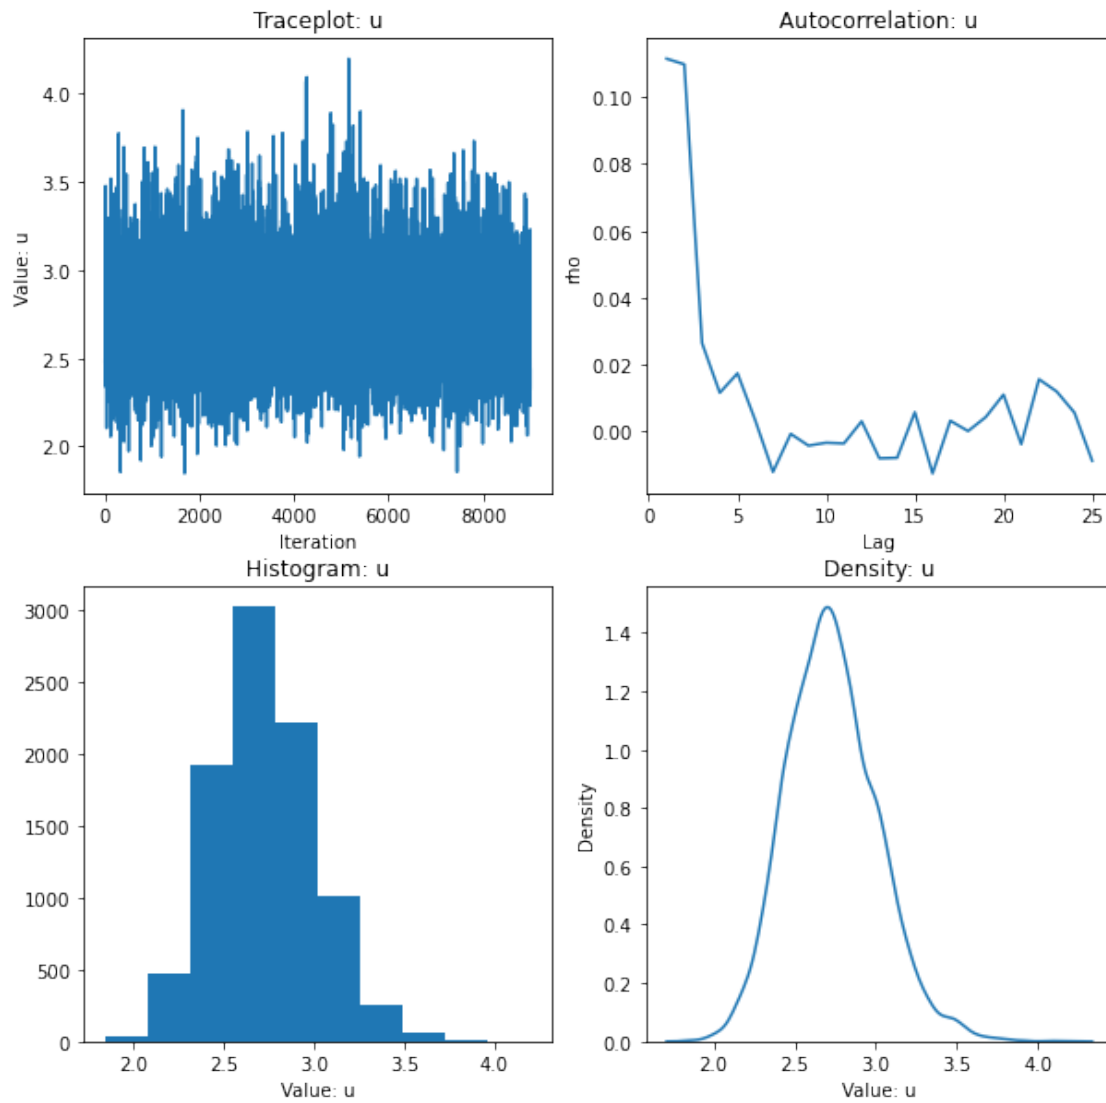 Traceplot: u
4.0
3.5
3.0
2.5
2.0
Value: u
0 2000 4000 6000 8000
Iteration
Autocorrelation: u
0.10
0.08
0.06
0.04
0.02
0.00
rho
0 5 10 15 20 25
Lag
Histogram: u
3000
2500
2000
1500
1000
500
0
2.0 2.5 3.0 3.5 4.0
Value: u
Density: u
1.4
1.2
1.0
0.8
0.6
0.4
0.2
0.0
Density
2.0 2.5 3.0 3.5 4.0
Value: u